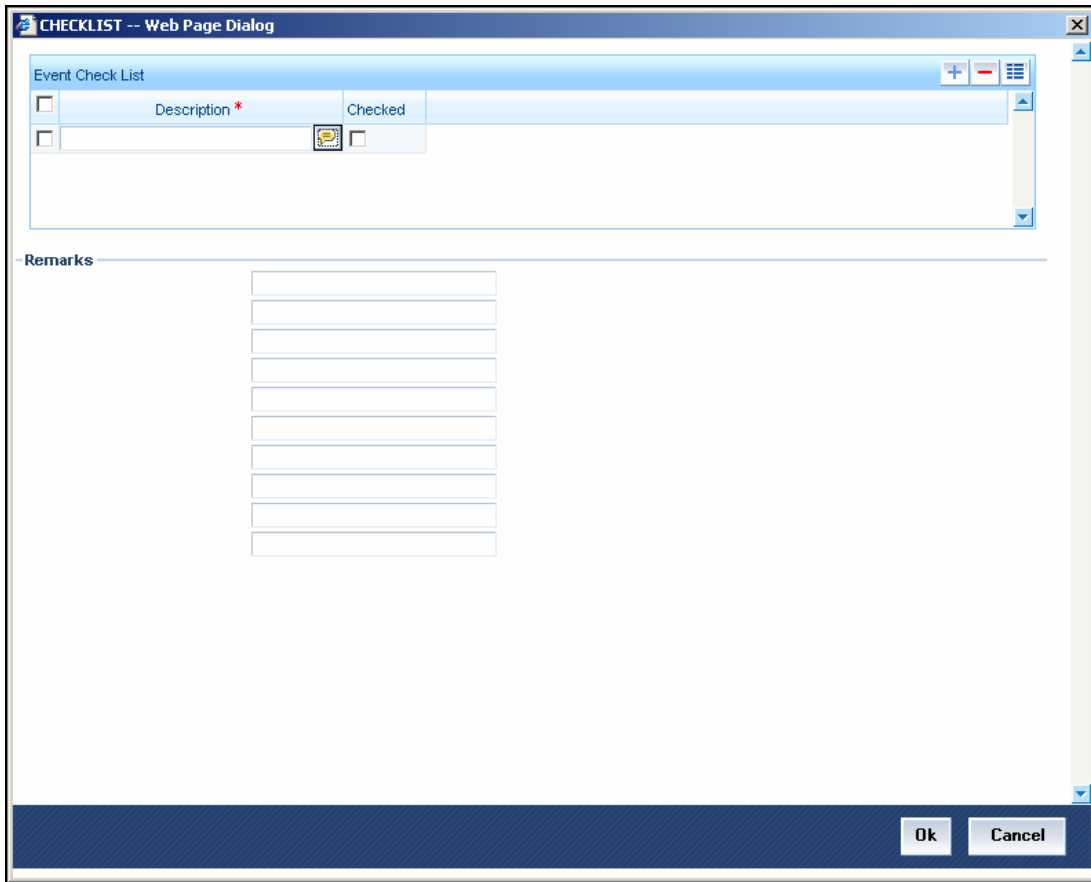 CHECKLIST -- Web Page Dialog
Event Check List
Description * Checked
Remarks
Ok Cancel